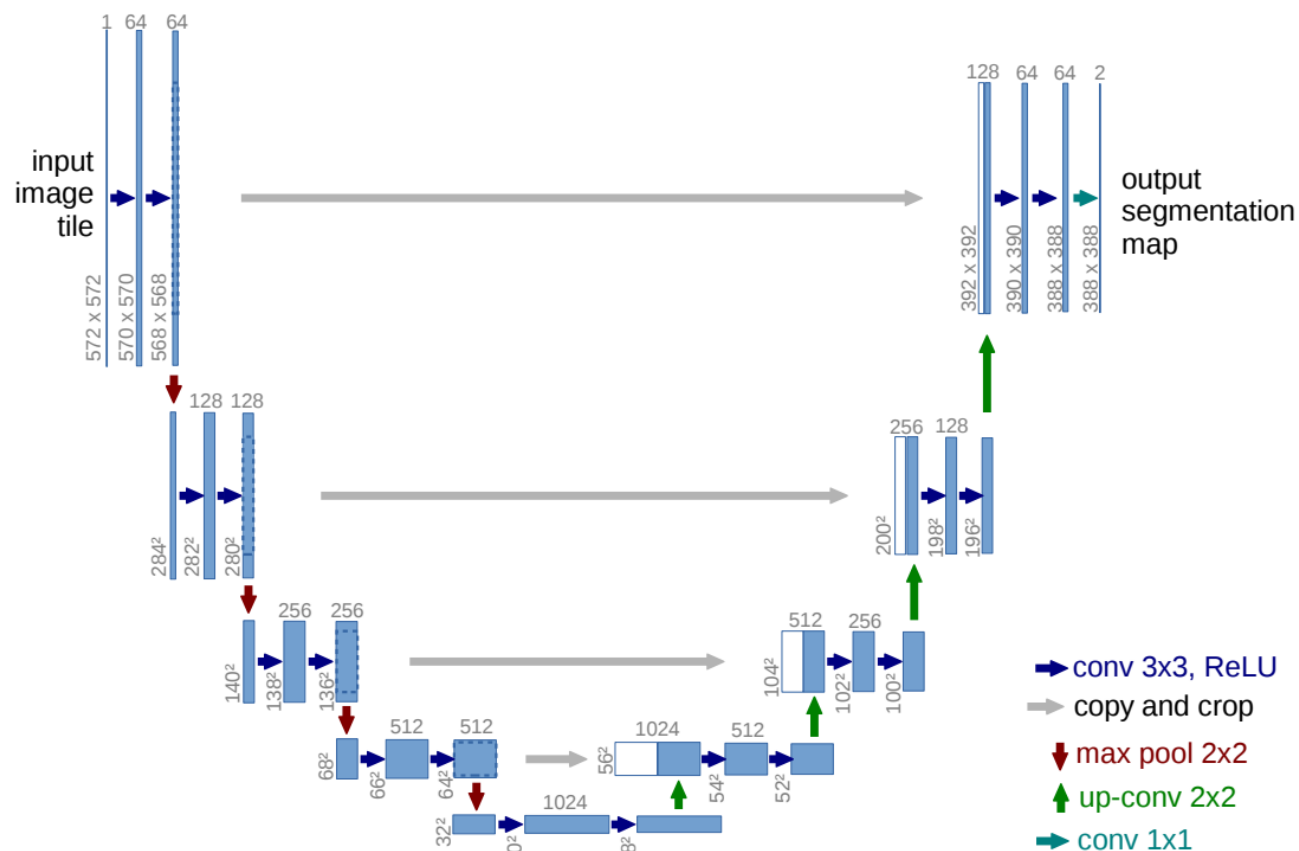 1 64 64
128
64
64
2
input
image
tile
output
segmentation
map
572 x 572
570 x 570
568 x 568
392 x 392
390 x 390
388 x 388
388 x 388
128 128
256
128
284²
282²
280²
200²
198²
196²
256
256
512
256
140²
138²
136²
104²
102²
100²
512
512
1024
512
68²
66²
64²
56²
54²
52²
1024
32²
conv 3x3, ReLU
copy and crop
max pool 2x2
up-conv 2x2
conv 1x1